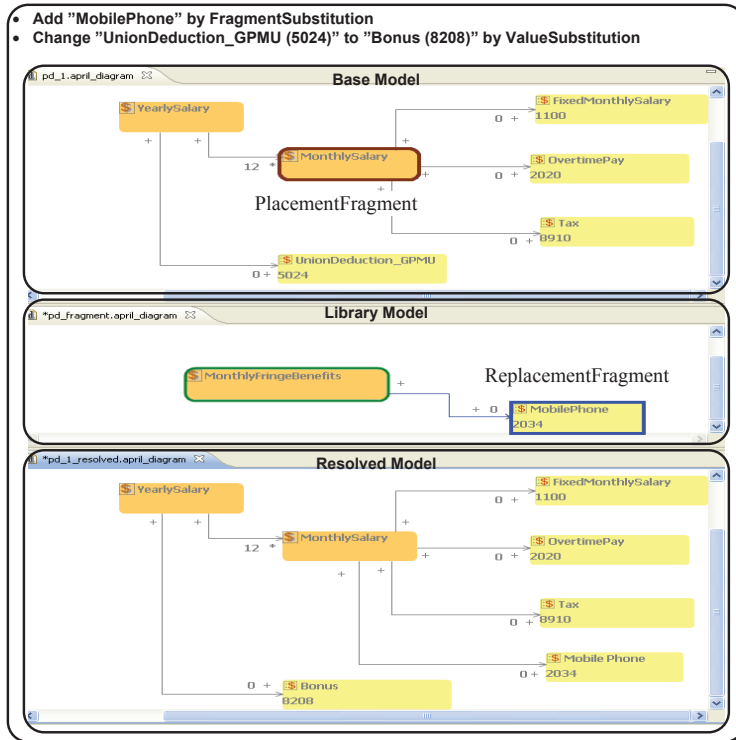 • Add ”MobilePhone” by FragmentSubstitution
• Change ”UnionDeduction_GPMU (5024)” to ”Bonus (8208)” by ValueSubstitution
pd_1.april_diagram
Base Model
$ YearlySalary
$ FixedMonthlySalary
1100
0 +
+ +
+
12 *
$ MonthlySalary
+
0 +
$ OvertimePay
2020
+
PlacementFragment
$ Tax
8910
0 +
$ UnionDeduction_GPMU
5024
0 +
*pd_fragment.april_diagram
Library Model
$ MonthlyFringeBenefits
+
ReplacementFragment
+ 0
$ MobilePhone
2034
*pd_1_resolved.april_diagram
Resolved Model
$ YearlySalary
$ FixedMonthlySalary
1100
0 +
+ +
+
12 *
$ MonthlySalary
+
0 +
$ OvertimePay
2020
+ +
$ Tax
8910
0 +
$ Mobile Phone
2034
0 +
0 +
$ Bonus
8208